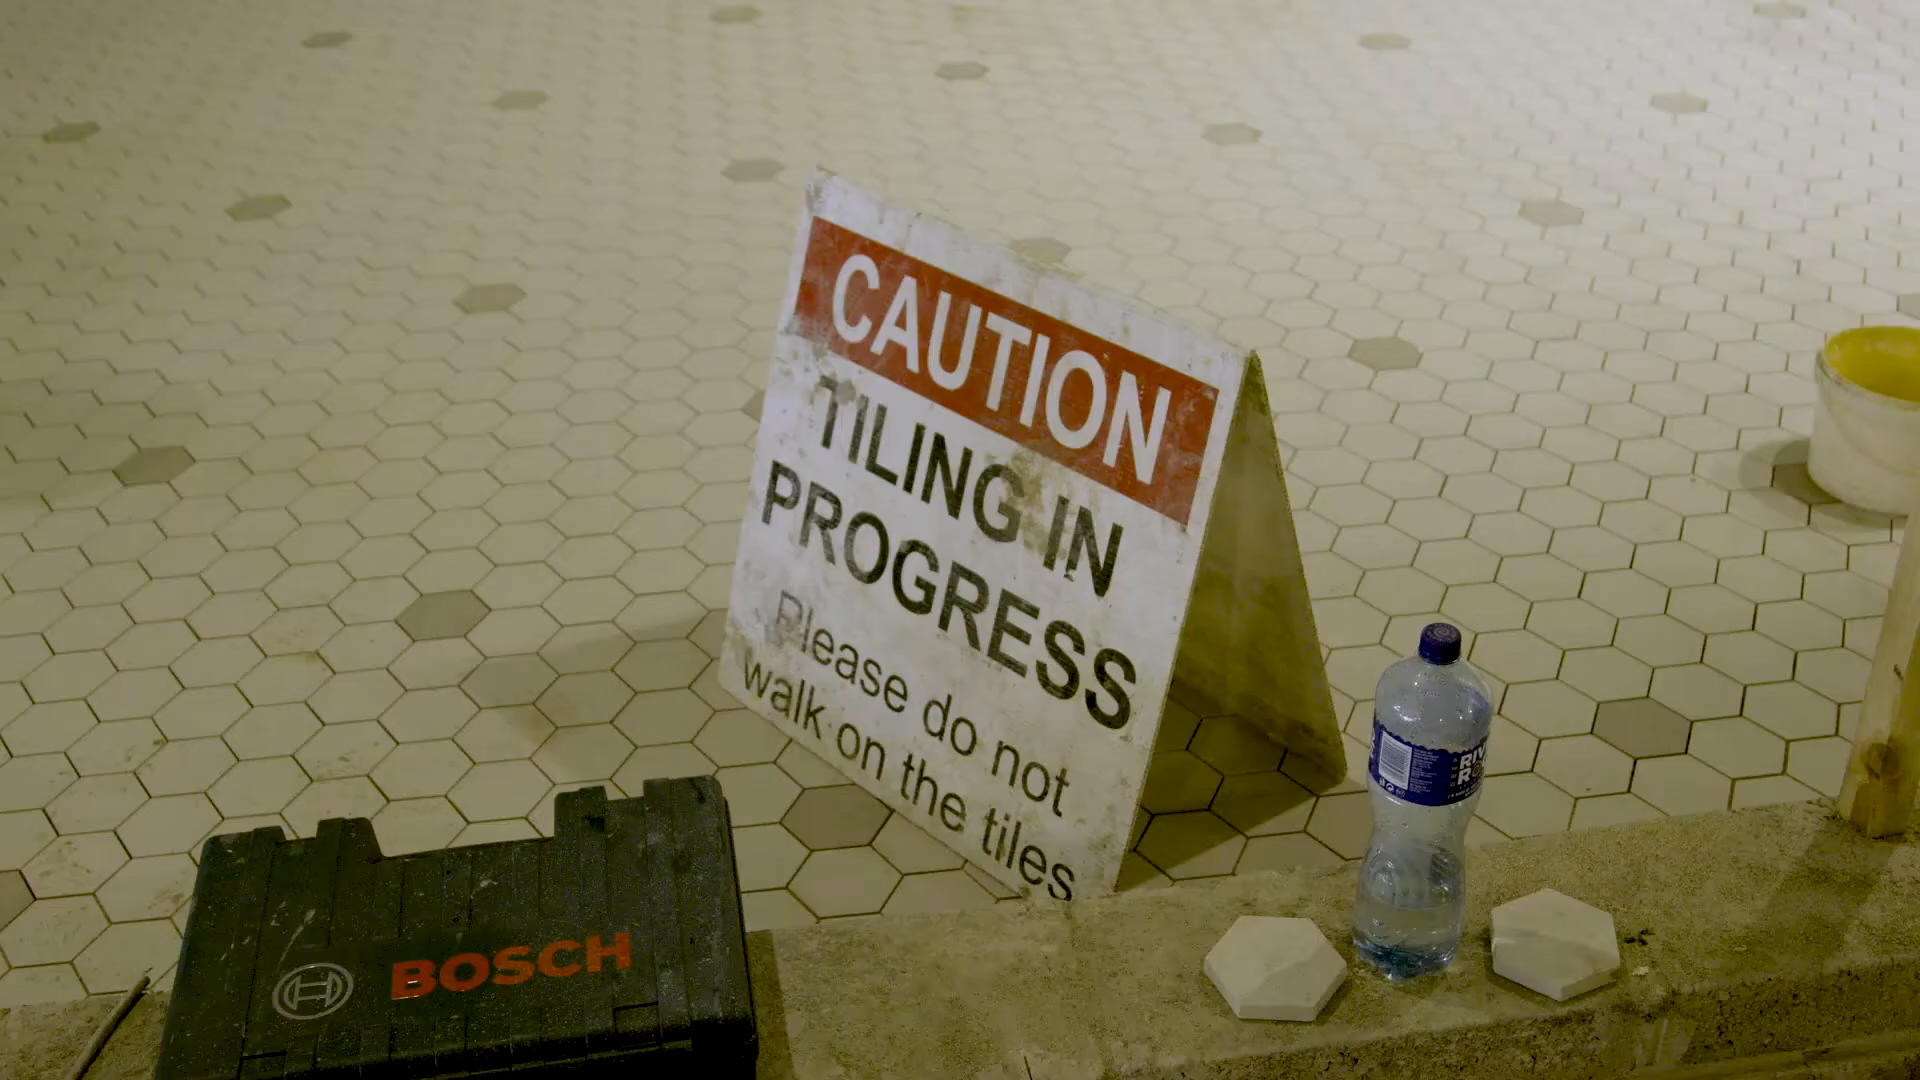 CAUTION
TILING IN
PROGRESS
Please do not
walk on the tiles
BOSCH